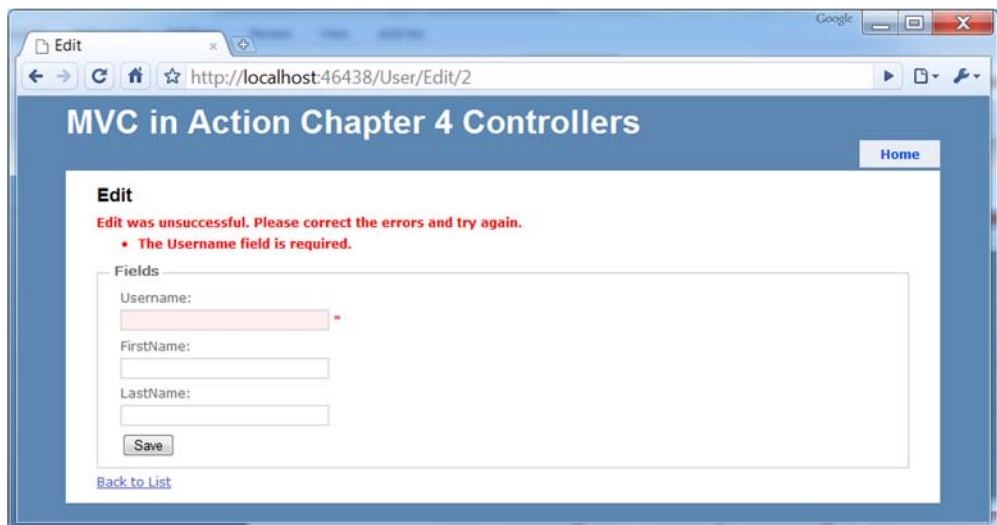 Google
Edit
http://localhost:46438/User/Edit/2
MVC in Action Chapter 4 Controllers
Home
Edit
Edit was unsuccessful. Please correct the errors and try again.
• The Username field is required.
Fields
Username:
*
FirstName:
LastName:
Save
Back to List